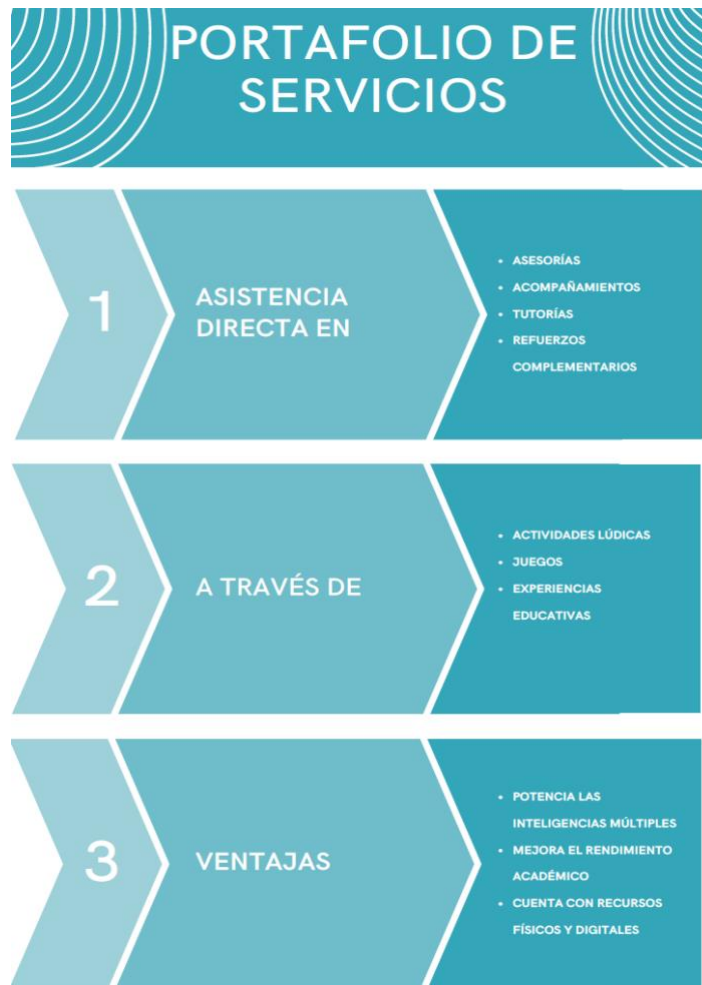 PORTAFOLIO DE
SERVICIOS
1
ASISTENCIA
DIRECTA EN
• ASESORÍAS
• ACOMPAÑAMIENTOS
• TUTORÍAS
• REFUERZOS
COMPLEMENTARIOS
2
A TRAVÉS DE
• ACTIVIDADES LÚDICAS
• JUEGOS
• EXPERIENCIAS
EDUCATIVAS
3
VENTAJAS
• POTENCIA LAS
INTELIGENCIAS MÚLTIPLES
• MEJORA EL RENDIMIENTO
ACADÉMICO
• CUENTA CON RECURSOS
FÍSICOS Y DIGITALES